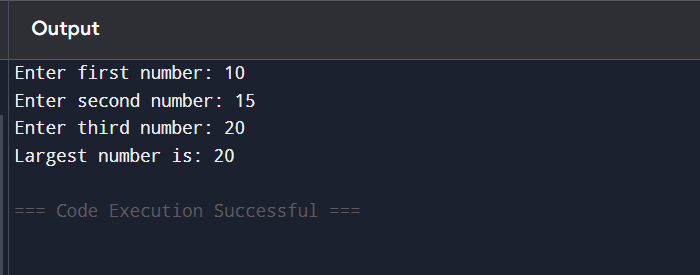 Output
Enter first number: 10
Enter second number: 15
Enter third number: 20
Largest number is: 20
=== Code Execution Successful ===